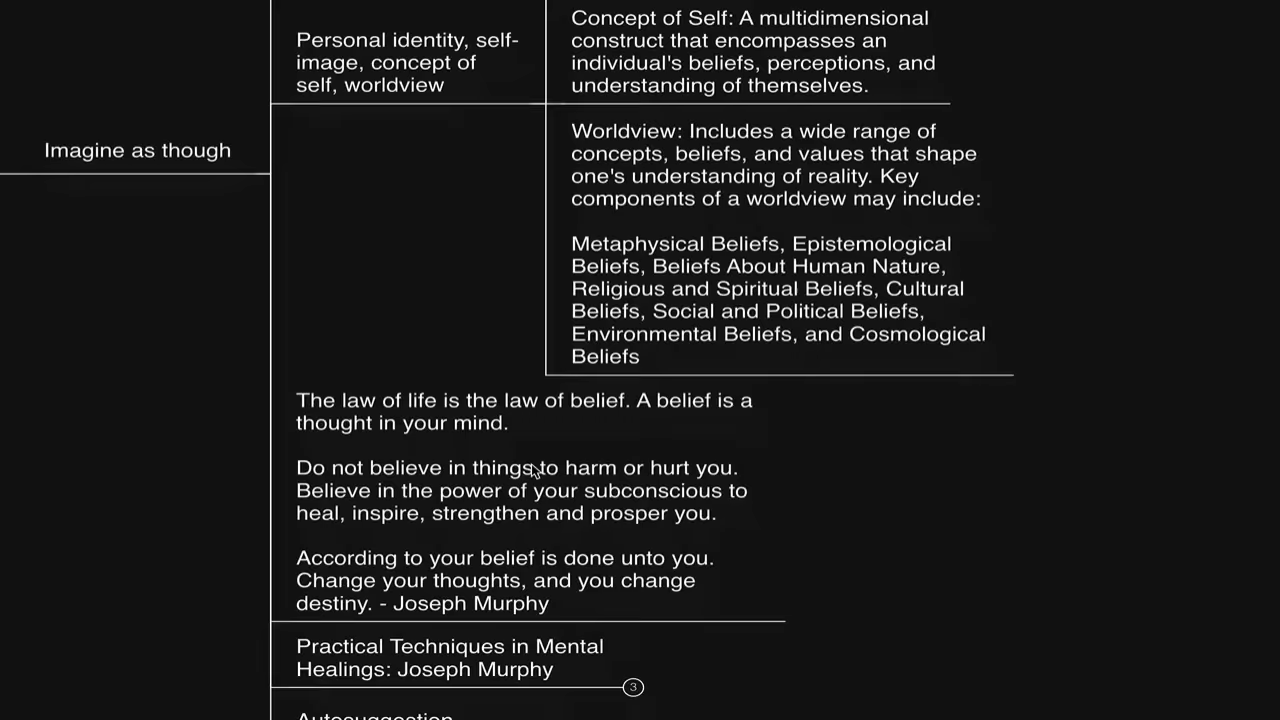 Concept of Self: A multidimensional
construct that encompasses an
individual's beliefs, perceptions, and
understanding of themselves.
Personal identity, self-
image, concept of
self, worldview
Imagine as though
Worldview: Includes a wide range of
concepts, beliefs, and values that shape
one's understanding of reality. Key
components of a worldview may include:
Metaphysical Beliefs, Epistemological
Beliefs, Beliefs About Human Nature,
Religious and Spiritual Beliefs, Cultural
Beliefs, Social and Political Beliefs,
Environmental Beliefs, and Cosmological
Beliefs
The law of life is the law of belief. A belief is a
thought in your mind.
Do not believe in things to harm or hurt you.
Believe in the power of your subconscious to
heal, inspire, strengthen and prosper you.
According to your belief is done unto you.
Change your thoughts, and you change
destiny. - Joseph Murphy
Practical Techniques in Mental
Healings: Joseph Murphy
3
Autosuggestion